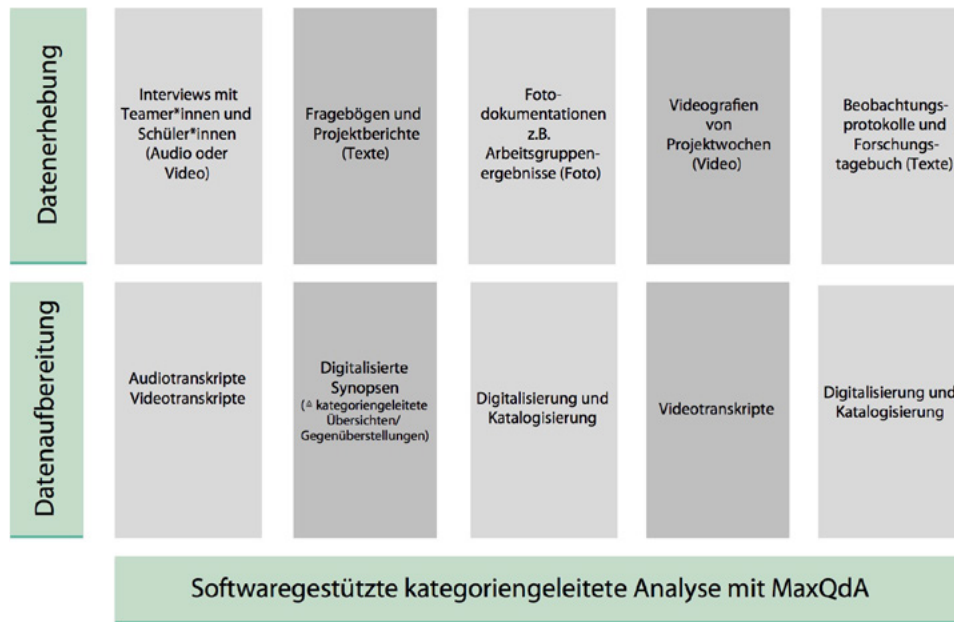 Datenerhebung
Interviews mit
Teamer*innen und
Schüler*innen
(Audio oder
Video)
Fragebögen und
Projektberichte
(Texte)
Foto-
dokumentationen
z.B.
Arbeitsgruppen-
ergebnisse (Foto)
Videografien
von
Projektwochen
(Video)
Beobachtungs-
protokolle und
Forschungs-
tagebuch (Texte)
Datenaufbereitung
Audiotranskripte
Videotranskripte
Digitalisierte
Synopsen
(≙ kategoriengeleitete
Übersichten/
Gegenüberstellungen)
Digitalisierung und
Katalogisierung
Videotranskripte
Digitalisierung und
Katalogisierung
Softwaregestützte kategoriengeleitete Analyse mit MaxQdA